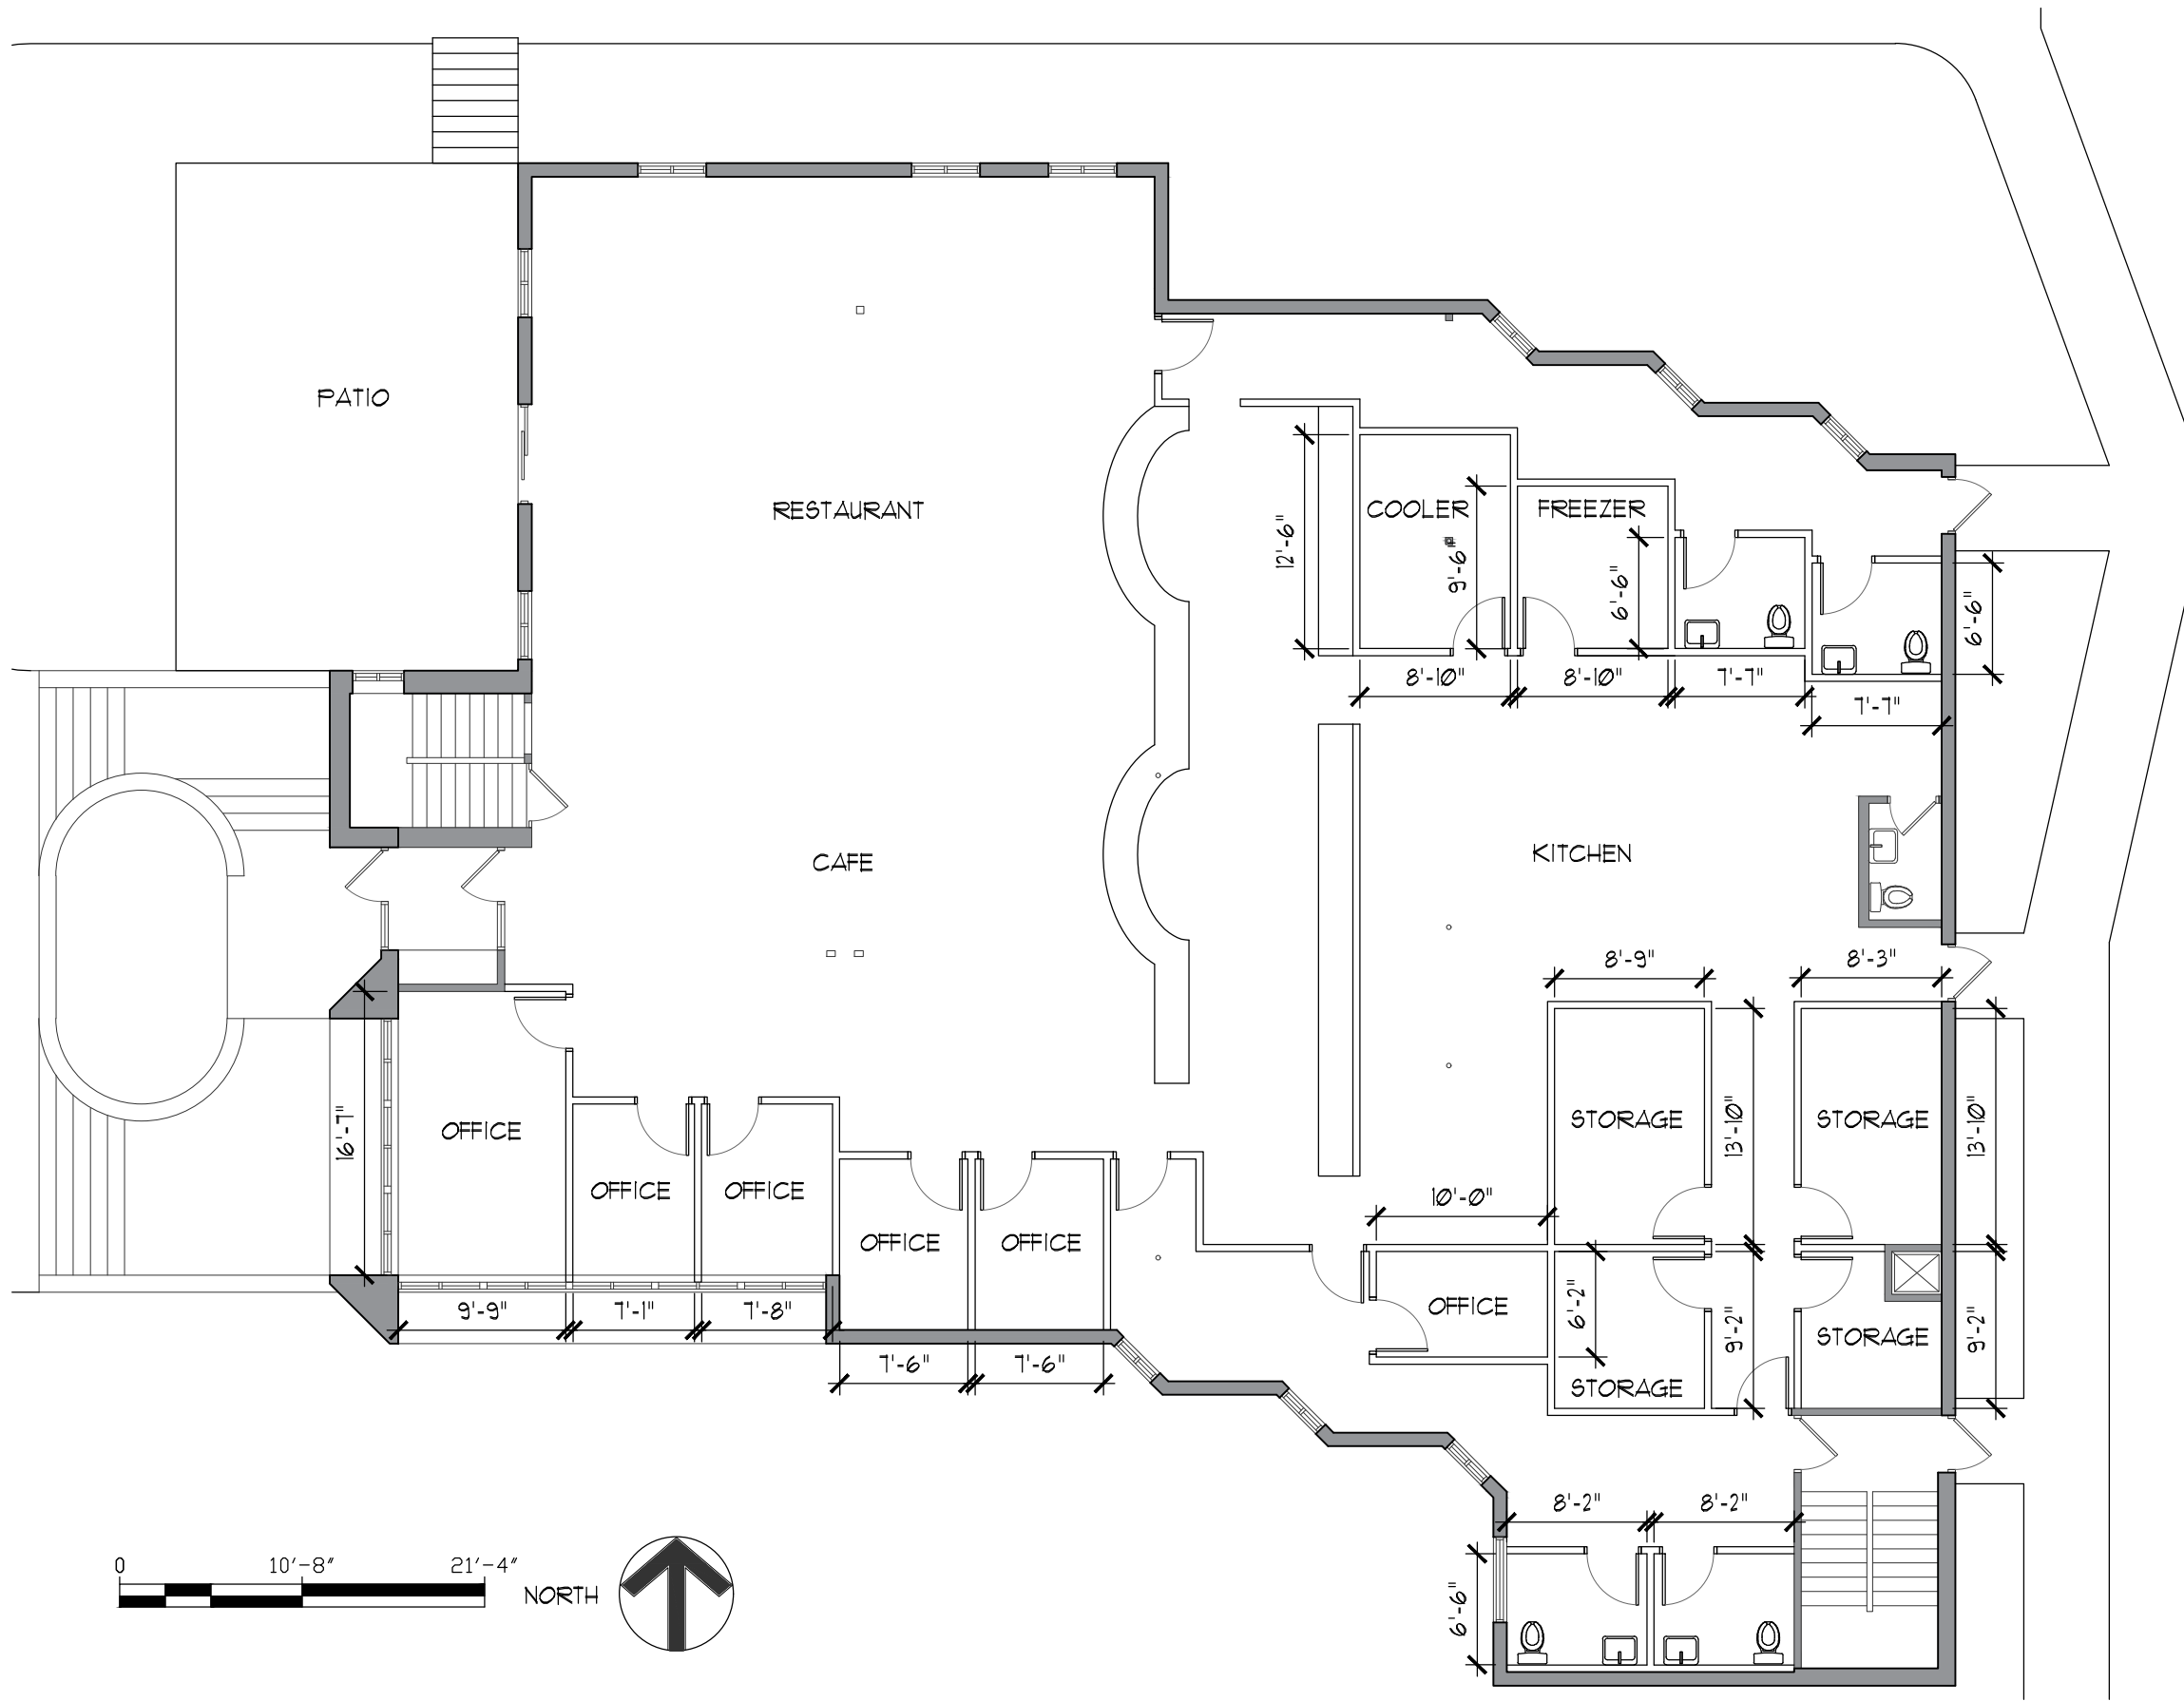 PATIO
RESTAURANT
COOLER
FREEZER
12'-6"
9'-6"
6'-6"
6'-6"
8'-10"
8'-10"
7'-7"
7'-7"
CAFE
KITCHEN
8'-9"
8'-3"
16'-7"
OFFICE
STORAGE
13'-10"
STORAGE
13'-10"
OFFICE
OFFICE
10'-0"
OFFICE
OFFICE
9'-9"
7'-1"
7'-8"
OFFICE
6'-2"
9'-2"
STORAGE
9'-2"
7'-6"
7'-6"
STORAGE
8'-2"
8'-2"
6'-6"
0
10'-8"
21'-4"
NORTH